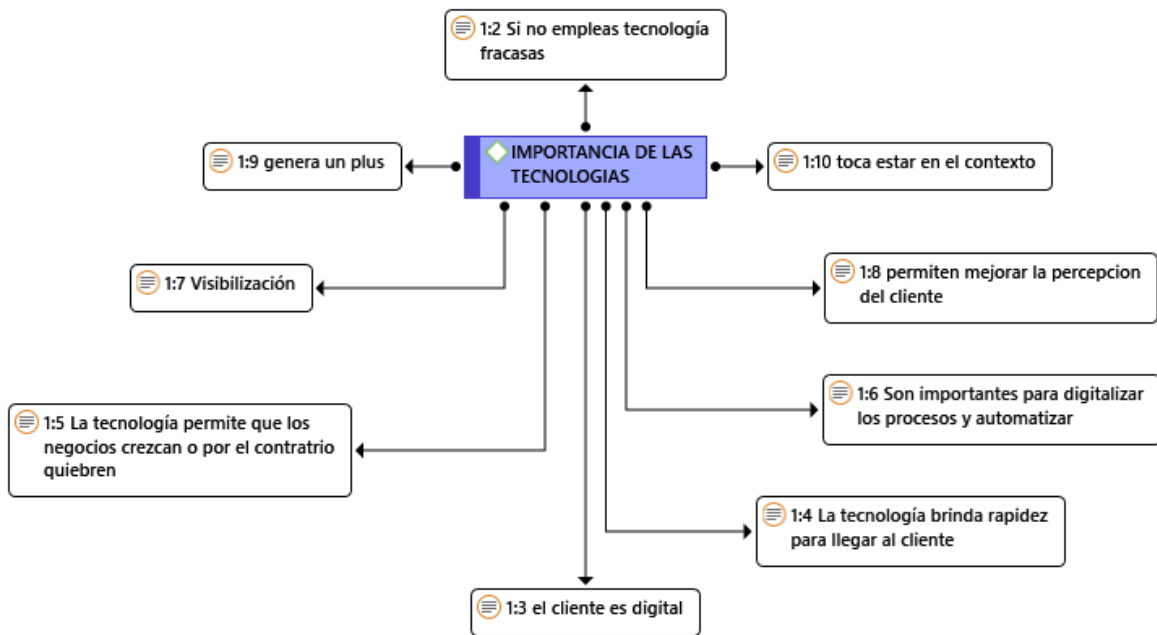 1:2 Si no empleas tecnología
fracasas
1:9 genera un plus
IMPORTANCIA DE LAS
TECNOLOGIAS
1:10 toca estar en el contexto
1:7 Visibilización
1:8 permiten mejorar la percepcion
del cliente
1:5 La tecnología permite que los
negocios crezcan o por el contratrio
quiebren
1:6 Son importantes para digitalizar
los procesos y automatizar
1:4 La tecnología brinda rapidez
para llegar al cliente
1:3 el cliente es digital